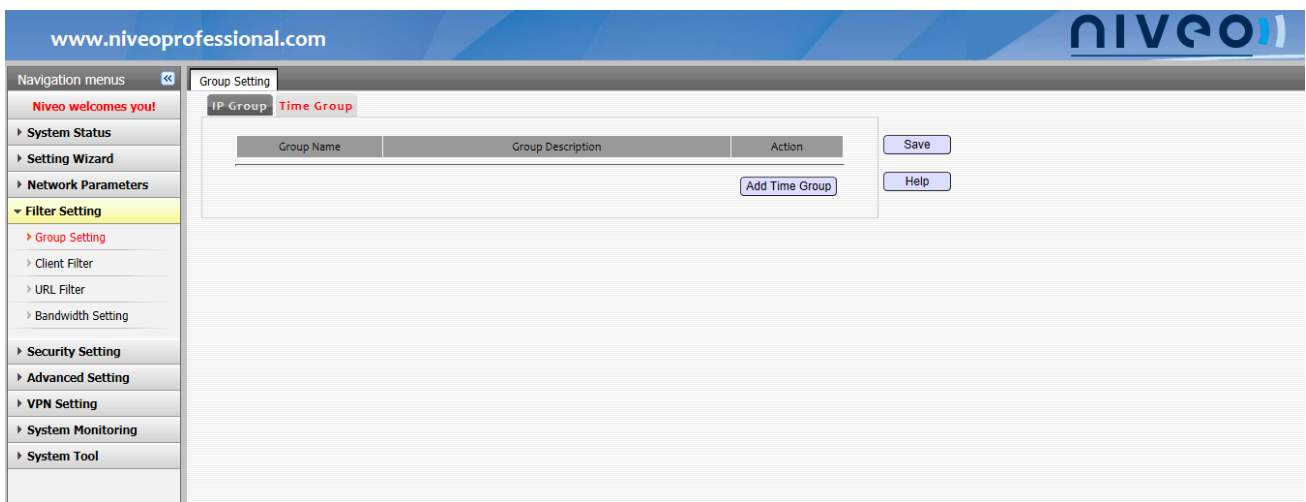 www.niveoprofessional.com
niveo
Navigation menus
Group Setting
Niveo welcomes you!
IP Group Time Group
System Status
Setting Wizard
Network Parameters
Filter Setting
Group Setting
Client Filter
URL Filter
Bandwidth Setting
Security Setting
Advanced Setting
VPN Setting
System Monitoring
System Tool
Group Name Group Description Action
Add Time Group
Save
Help